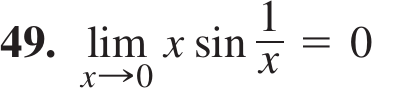 49. lim x→0 x sin 1/x = 0